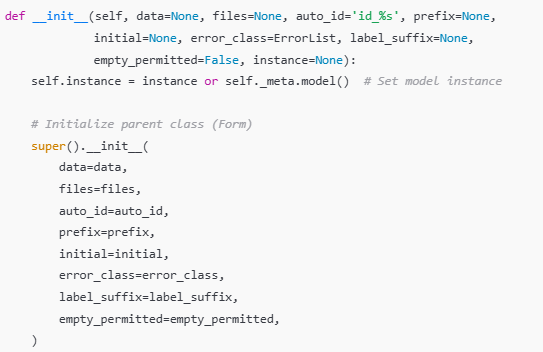 def __init__(self, data=None, files=None, auto_id='id_%s', prefix=None,
             initial=None, error_class=ErrorList, label_suffix=None,
             empty_permitted=False, instance=None):
    self.instance = instance or self._meta.model()  # Set model instance

    # Initialize parent class (Form)
    super().__init__(
        data=data,
        files=files,
        auto_id=auto_id,
        prefix=prefix,
        initial=initial,
        error_class=error_class,
        label_suffix=label_suffix,
        empty_permitted=empty_permitted,
    )